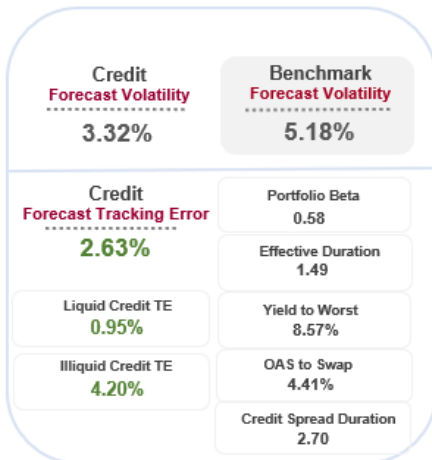 Credit
Forecast Volatility
3.32%
Benchmark
Forecast Volatility
5.18%
Credit
Forecast Tracking Error
2.63%
Liquid Credit TE
0.95%
Illiquid Credit TE
4.20%
Portfolio Beta
0.58
Effective Duration
1.49
Yield to Worst
8.57%
OAS to Swap
4.41%
Credit Spread Duration
2.70